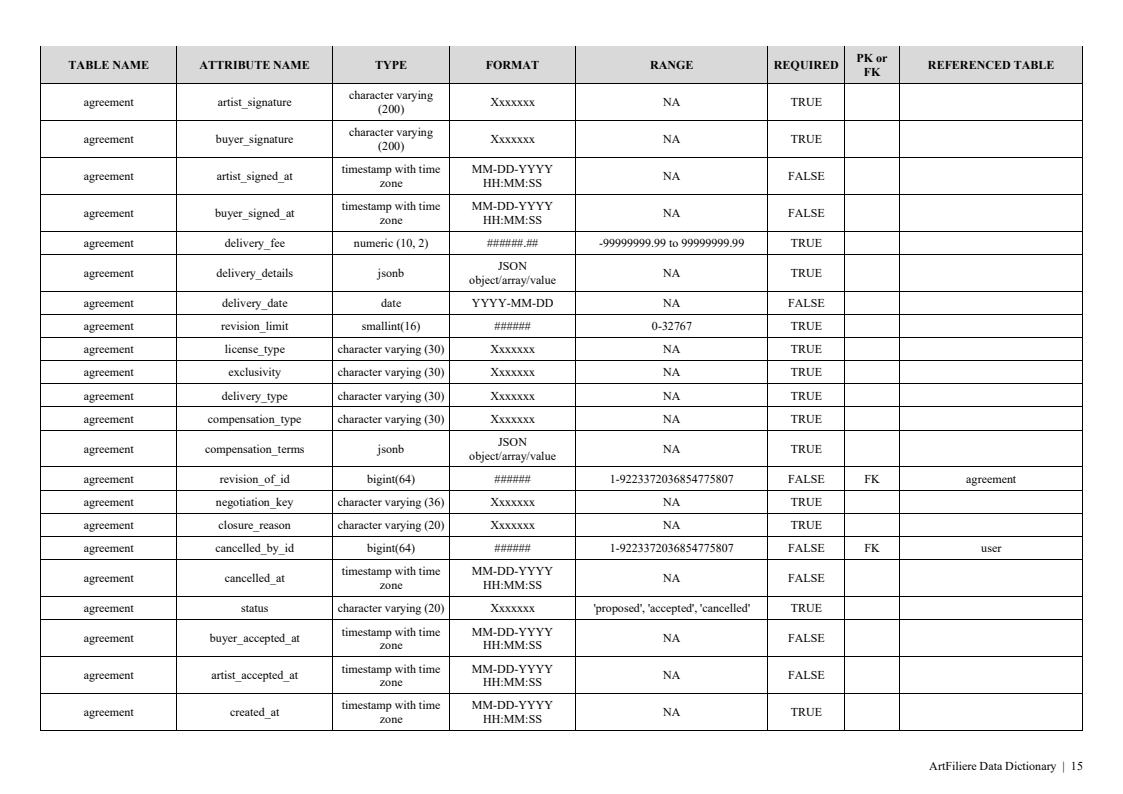 TABLE NAME ATTRIBUTE NAME TYPE FORMAT RANGE REQUIRED PK or FK REFERENCED TABLE
agreement artist_signature character varying (200) Xxxxxxx NA TRUE
agreement buyer_signature character varying (200) Xxxxxxx NA TRUE
agreement artist_signed_at timestamp with time zone MM-DD-YYYY HH:MM:SS NA FALSE
agreement buyer_signed_at timestamp with time zone MM-DD-YYYY HH:MM:SS NA FALSE
agreement delivery_fee numeric (10, 2) ######.## -99999999.99 to 99999999.99 TRUE
agreement delivery_details jsonb JSON object/array/value NA TRUE
agreement delivery_date date YYYY-MM-DD NA FALSE
agreement revision_limit smallint(16) ###### 0-32767 TRUE
agreement license_type character varying (30) Xxxxxxx NA TRUE
agreement exclusivity character varying (30) Xxxxxxx NA TRUE
agreement delivery_type character varying (30) Xxxxxxx NA TRUE
agreement compensation_type character varying (30) Xxxxxxx NA TRUE
agreement compensation_terms jsonb JSON object/array/value NA TRUE
agreement revision_of_id bigint(64) ###### 1-9223372036854775807 FALSE FK agreement
agreement negotiation_key character varying (36) Xxxxxxx NA TRUE
agreement closure_reason character varying (20) Xxxxxxx NA TRUE
agreement cancelled_by_id bigint(64) ###### 1-9223372036854775807 FALSE FK user
agreement cancelled_at timestamp with time zone MM-DD-YYYY HH:MM:SS NA FALSE
agreement status character varying (20) Xxxxxxx 'proposed', 'accepted', 'cancelled' TRUE
agreement buyer_accepted_at timestamp with time zone MM-DD-YYYY HH:MM:SS NA FALSE
agreement artist_accepted_at timestamp with time zone MM-DD-YYYY HH:MM:SS NA FALSE
agreement created_at timestamp with time zone MM-DD-YYYY HH:MM:SS NA TRUE
ArtFiliere Data Dictionary | 15